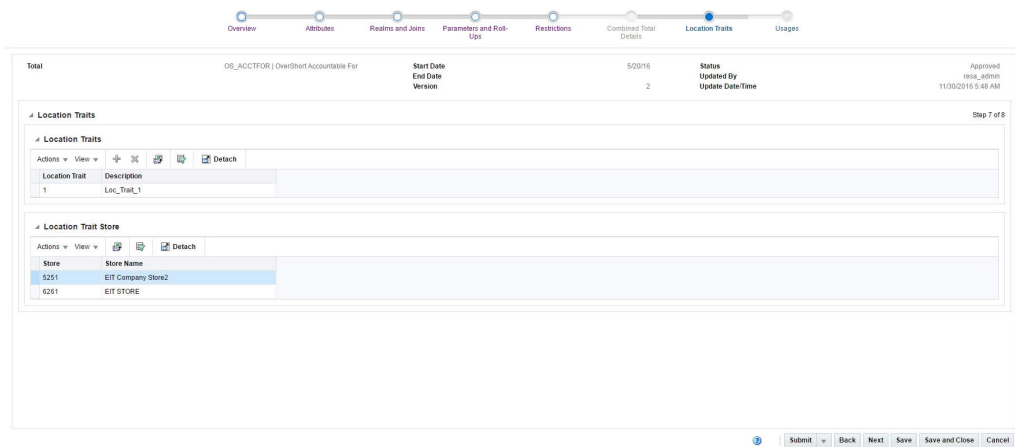 Overview
Attributes
Realms and Joins
Parameters and Roll-
Ups
Restrictions
Combined Total
Details
Location Traits
Usages
Total OS_ACCTFOR | OverShort Accountable For Start Date 5/20/16 Status Approved
End Date Updated By resa_admin
Version 2 Update Date/Time 11/30/2016 5:48 AM
Location Traits Step 7 of 8
Location Traits
Actions View Detach
Location Trait Description
1 Loc_Trait_1
Location Trait Store
Actions View Detach
Store Store Name
5251 EIT Company Store2
6261 EIT STORE
Submit Back Next Save Save and Close Cancel